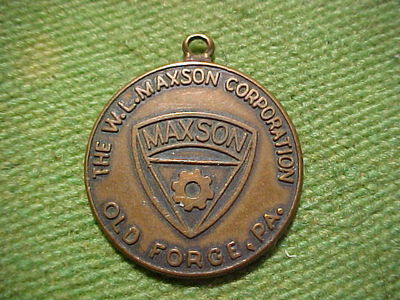 THE W.L. MAXSON CORPORATION
MAXSON
OLD FORGE, PA.